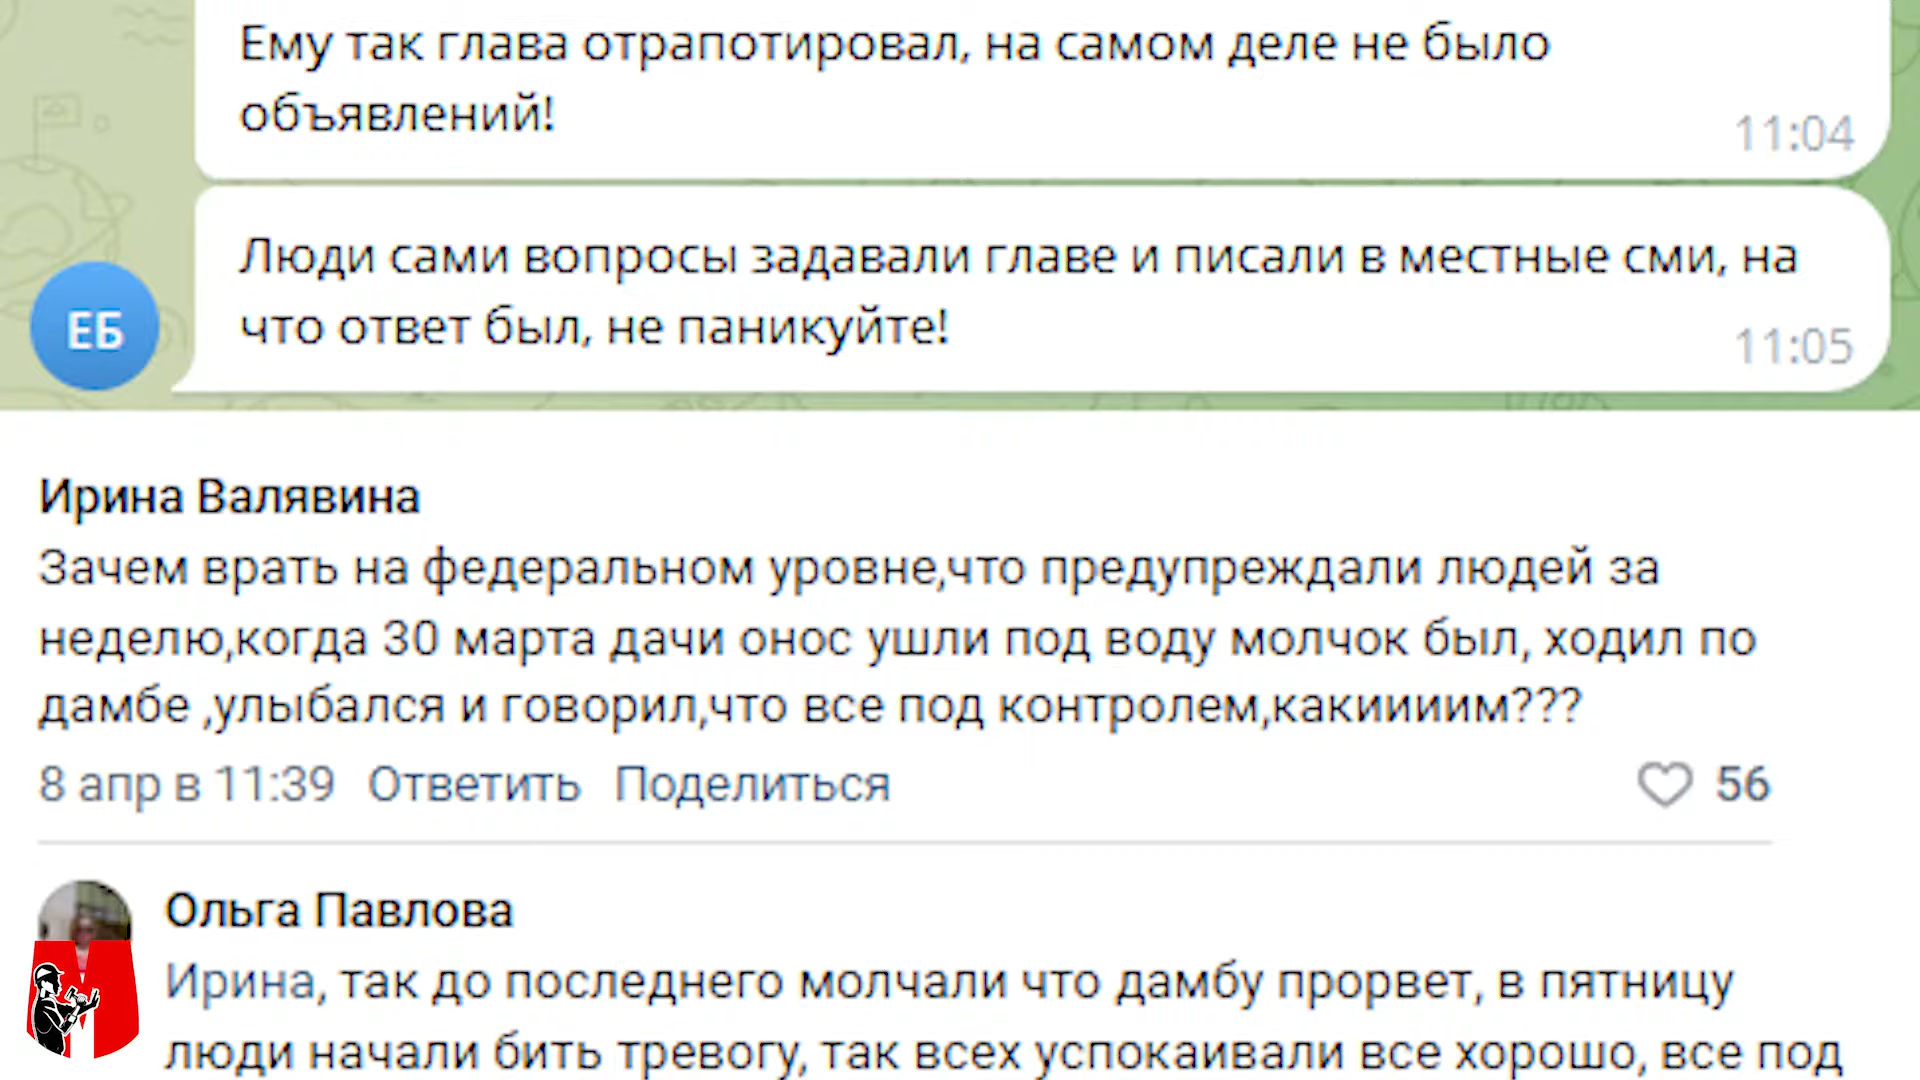 Ему так глава отрапотировал, на самом деле не было
объявлений!
11:04
Люди сами вопросы задавали главе и писали в местные сми, на
что ответ был, не паникуйте!
11:05
ЕБ
Ирина Валявина
Зачем врать на федеральном уровне,что предупреждали людей за
неделю,когда 30 марта дачи онос ушли под воду молчок был, ходил по
дамбе ,улыбался и говорил,что все под контролем,какиииим???
8 апр в 11:39 Ответить Поделиться 56
Ольга Павлова
Ирина, так до последнего молчали что дамбу прорвет, в пятницу
люди начали бить тревогу, так всех успокаивали все хорошо, все под
М